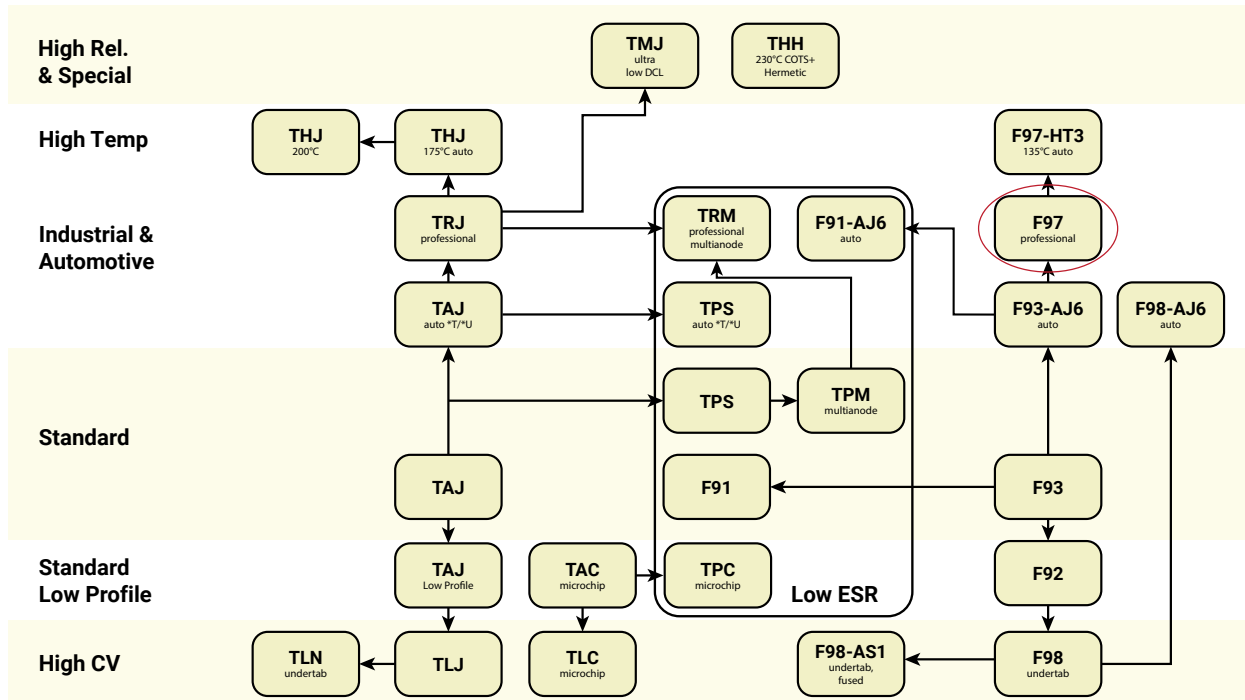 High Rel.
& Special
TMJ
ultra
low DCL
THH
230°C COTS+
Hermetic
High Temp
THJ
200°C
THJ
175°C auto
F97-HT3
135°C auto
Industrial &
Automotive
TRJ
professional
TRM
professional
multianode
F91-AJ6
auto
F97
professional
TAJ
auto *T/*U
TPS
auto *T/*U
F93-AJ6
auto
F98-AJ6
auto
Standard
TPS
TPM
multianode
TAJ
F91
F93
Standard
Low Profile
TAJ
Low Profile
TAC
microchip
TPC
microchip
Low ESR
F92
High CV
TLN
undertab
TLJ
TLC
microchip
F98-AS1
undertab,
fused
F98
undertab